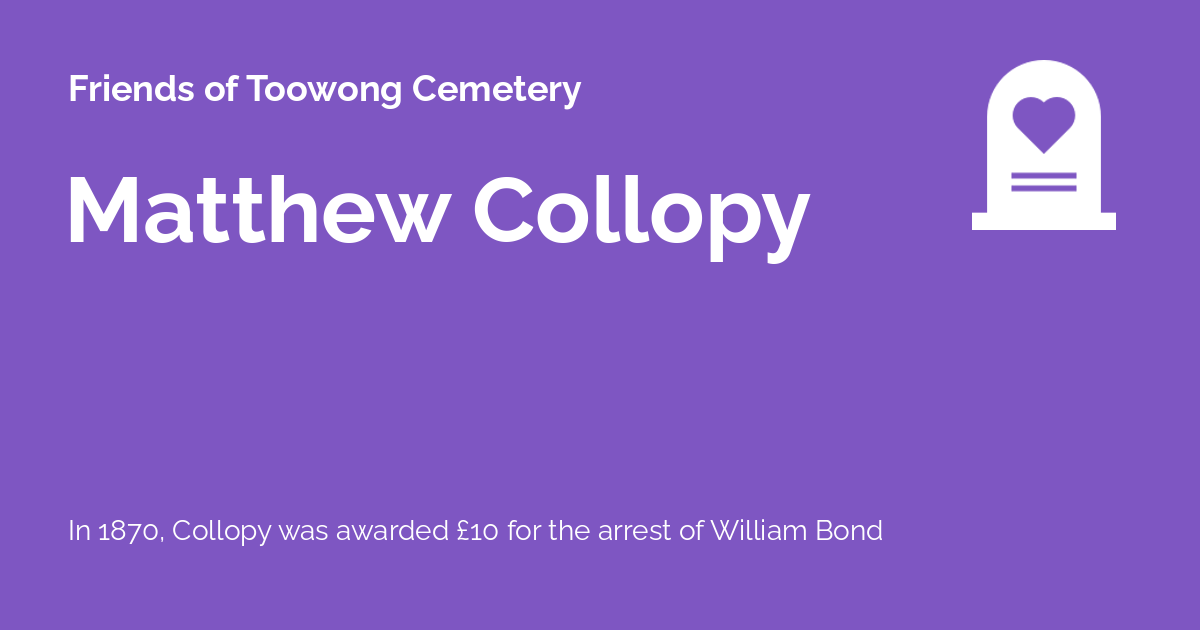 Friends of Toowong Cemetery
Matthew Collopy
In 1870, Collopy was awarded £10 for the arrest of William Bond